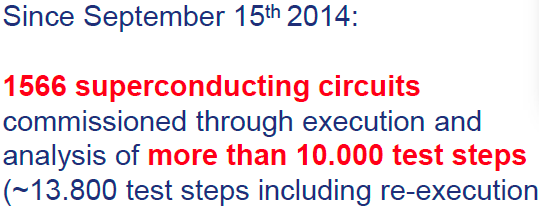 Since September 15th 2014:
1566 superconducting circuits
commissioned through execution and
analysis of more than 10.000 test steps
(~13.800 test steps including re-execution